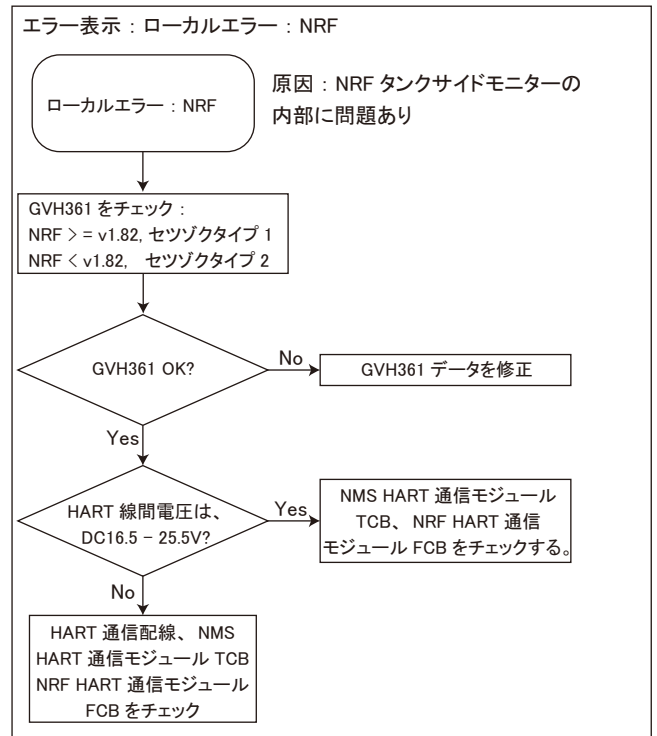 エラー表示：ローカルエラー：NRF
ローカルエラー：NRF
原因：NRF タンクサイドモニターの
内部に問題あり
GVH361 をチェック：
NRF > = v1.82, セツゾクタイプ 1
NRF < v1.82, セツゾクタイプ 2
GVH361 OK?
No
GVH361 データを修正
Yes
HART 線間電圧は、
DC16.5 - 25.5V?
Yes
NMS HART 通信モジュール
TCB、NRF HART 通信
モジュール FCB をチェックする。
No
HART 通信配線、NMS
HART 通信モジュール TCB
NRF HART 通信モジュール
FCB をチェック